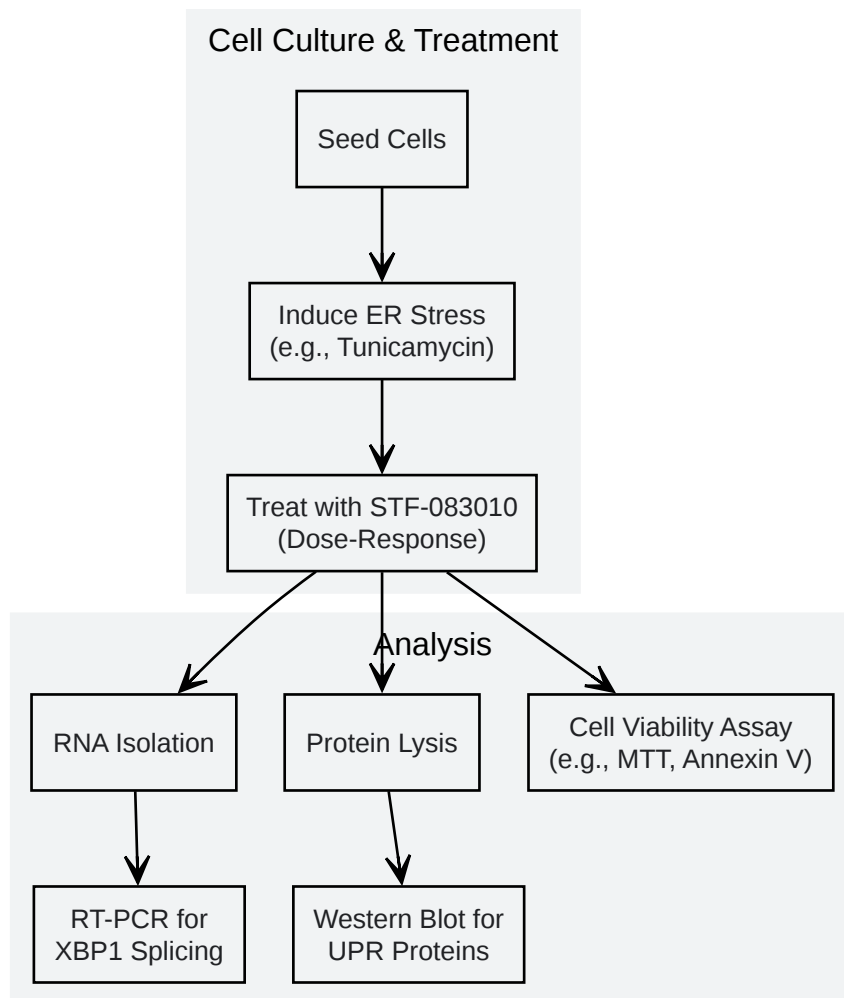 Cell Culture & Treatment
Seed Cells
Induce ER Stress
(e.g., Tunicamycin)
Treat with STF-083010
(Dose-Response)
Analysis
RNA Isolation
Protein Lysis
Cell Viability Assay
(e.g., MTT, Annexin V)
RT-PCR for
XBP1 Splicing
Western Blot for
UPR Proteins